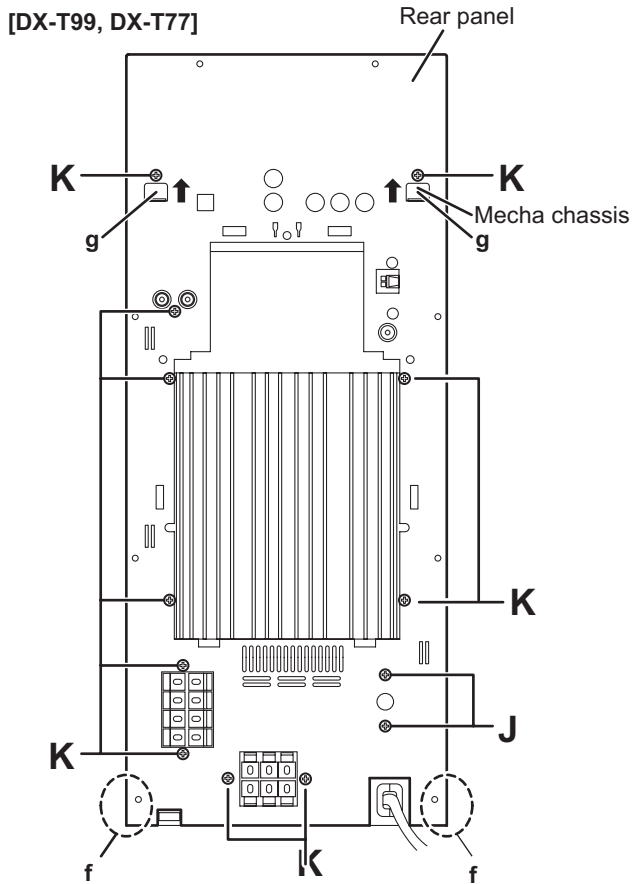 [DX-T99, DX-T77]
Rear panel
K
K
g
Mecha chassis
g
K
J
K
K
f
f